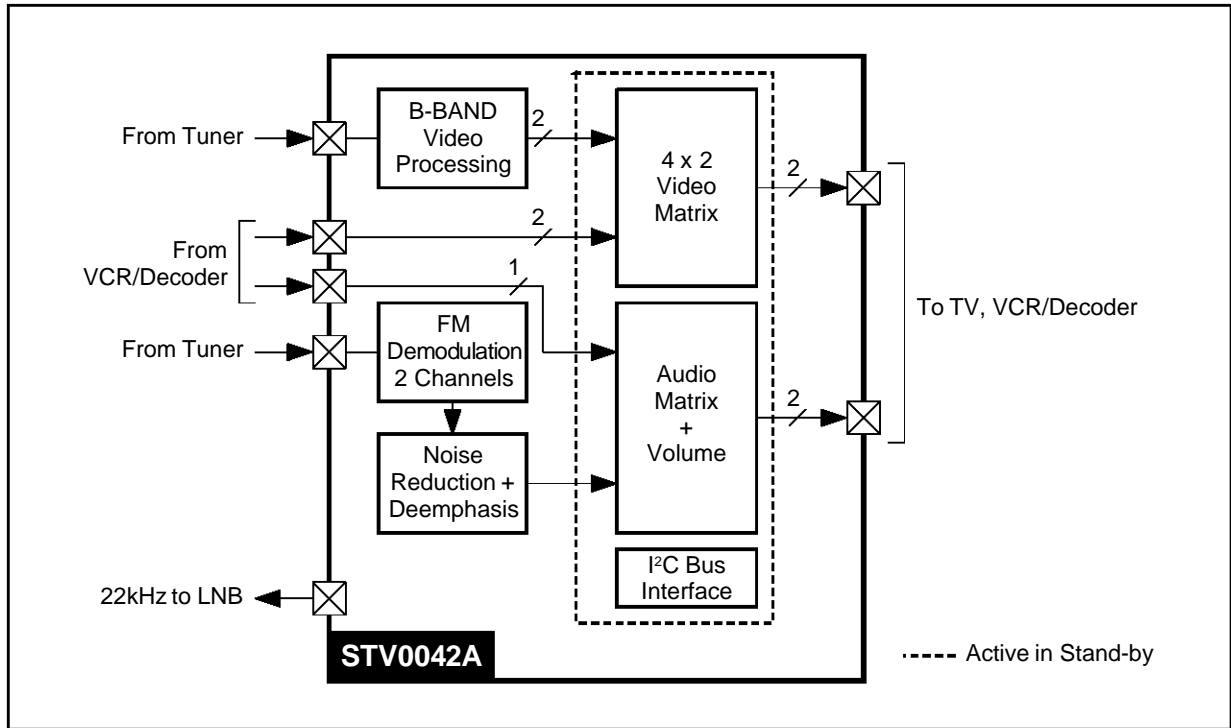 From Tuner
B-BAND
Video
Processing
2
4 x 2
Video
Matrix
2
From
VCR/Decoder
2
1
To TV, VCR/Decoder
From Tuner
FM
Demodulation
2 Channels
Audio
Matrix
+
Volume
2
Noise
Reduction +
Deemphasis
I²C Bus
Interface
22kHz to LNB
STV0042A
Active in Stand-by